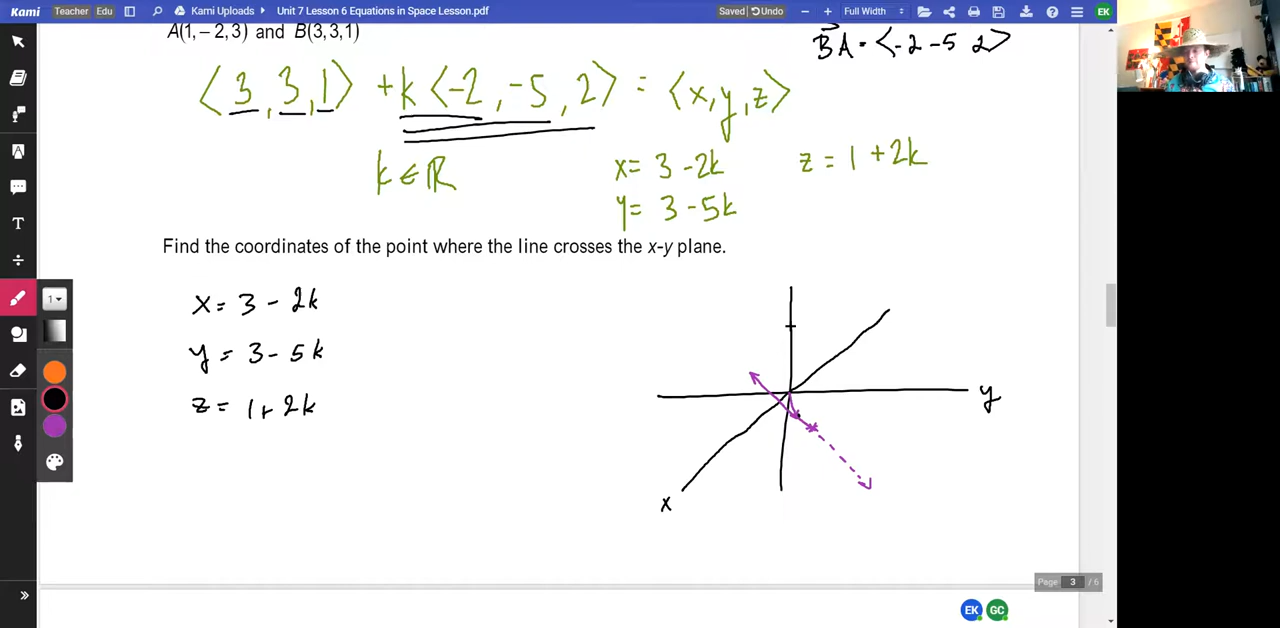 Kami Teacher Edu Kami Uploads > Unit 7 Lesson 6 Equations in Space Lesson.pdf Saved Undo Full Width EK
A(1,−2,3) and B(3,3,1)
BA = <-2 -5 2>
<3, 3, 1> + k <-2, -5, 2> = <x, y, z>
k ∈ ℝ
x = 3 - 2k z = 1 + 2k
y = 3 - 5k
Find the coordinates of the point where the line crosses the x-y plane.
x = 3 - 2k
y = 3 - 5k
z = 1 + 2k
y
x
1
T
Page 3 / 6
EK GC